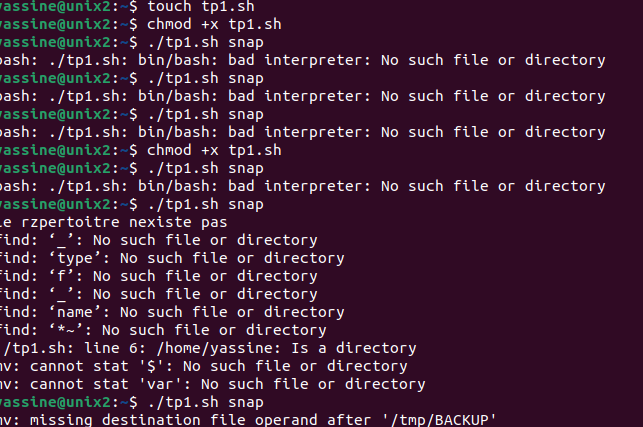 yassine@unix2:~$ touch tp1.sh
yassine@unix2:~$ chmod +x tp1.sh
yassine@unix2:~$ ./tp1.sh snap
bash: ./tp1.sh: bin/bash: bad interpreter: No such file or directory
yassine@unix2:~$ ./tp1.sh snap
bash: ./tp1.sh: bin/bash: bad interpreter: No such file or directory
yassine@unix2:~$ ./tp1.sh snap
bash: ./tp1.sh: bin/bash: bad interpreter: No such file or directory
yassine@unix2:~$ chmod +x tp1.sh
yassine@unix2:~$ ./tp1.sh snap
bash: ./tp1.sh: bin/bash: bad interpreter: No such file or directory
yassine@unix2:~$ ./tp1.sh snap
le rzpertoitre nexiste pas
find: ‘_’: No such file or directory
find: ‘type’: No such file or directory
find: ‘f’: No such file or directory
find: ‘_’: No such file or directory
find: ‘name’: No such file or directory
find: ‘*~’: No such file or directory
./tp1.sh: line 6: /home/yassine: Is a directory
mv: cannot stat '$': No such file or directory
mv: cannot stat 'var': No such file or directory
yassine@unix2:~$ ./tp1.sh snap
mv: missing destination file operand after '/tmp/BACKUP'